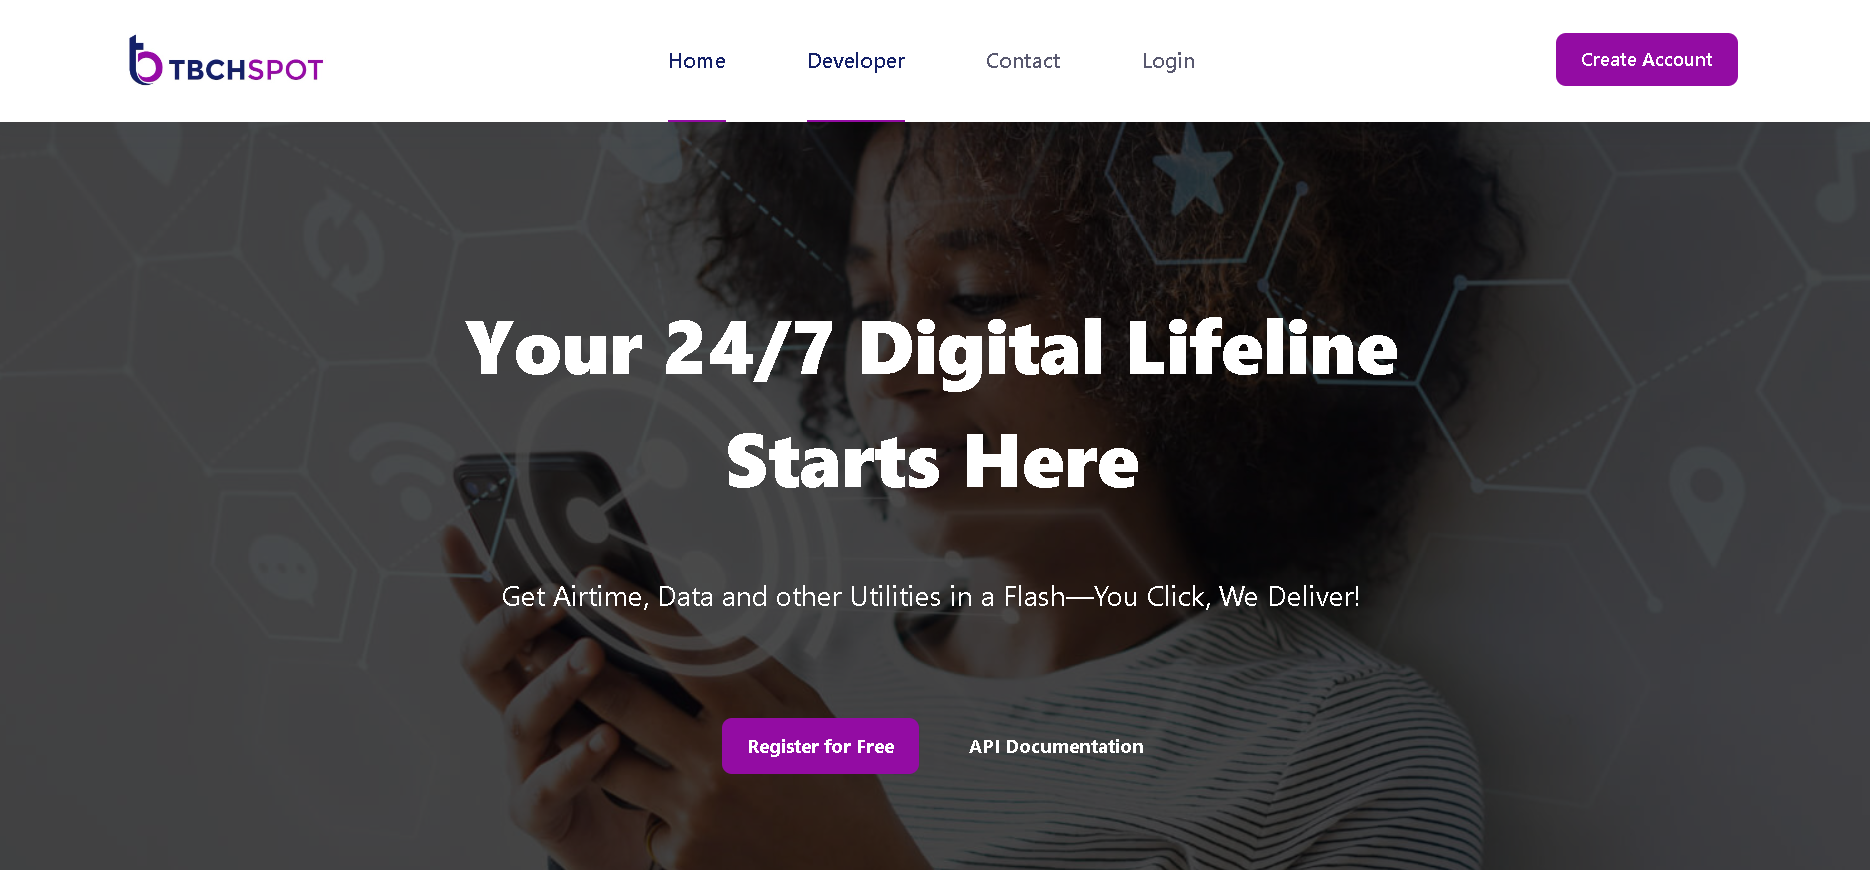 TBCHSPOT
Home
Developer
Contact
Login
Create Account
Your 24/7 Digital Lifeline
Starts Here
Get Airtime, Data and other Utilities in a Flash—You Click, We Deliver!
Register for Free
API Documentation